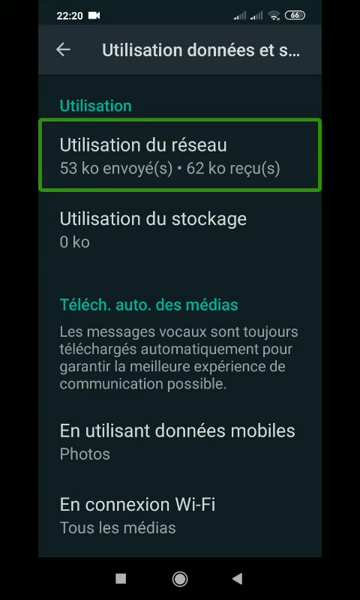 22:20
66
Utilisation données et s...
Utilisation
Utilisation du réseau
53 ko envoyé(s) • 62 ko reçu(s)
Utilisation du stockage
0 ko
Téléch. auto. des médias
Les messages vocaux sont toujours
téléchargés automatiquement pour
garantir la meilleure expérience de
communication possible.
En utilisant données mobiles
Photos
En connexion Wi-Fi
Tous les médias